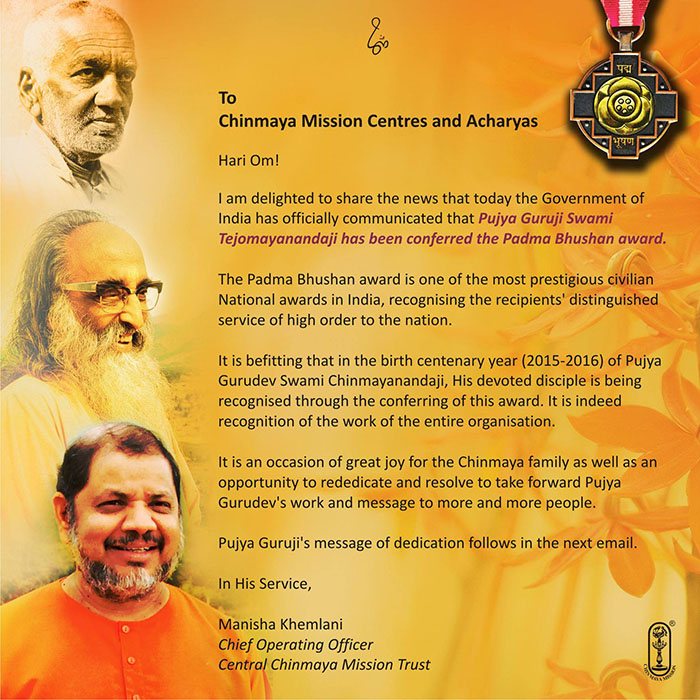 ॐ
पद्म
भूषण
To
Chinmaya Mission Centres and Acharyas
Hari Om!
I am delighted to share the news that today the Government of
India has officially communicated that Pujya Guruji Swami
Tejomayanandaji has been conferred the Padma Bhushan award.
The Padma Bhushan award is one of the most prestigious civilian
National awards in India, recognising the recipients' distinguished
service of high order to the nation.
It is befitting that in the birth centenary year (2015-2016) of Pujya
Gurudev Swami Chinmayanandaji, His devoted disciple is being
recognised through the conferring of this award. It is indeed
recognition of the work of the entire organisation.
It is an occasion of great joy for the Chinmaya family as well as an
opportunity to rededicate and resolve to take forward Pujya
Gurudev's work and message to more and more people.
Pujya Guruji's message of dedication follows in the next email.
In His Service,
Manisha Khemlani
Chief Operating Officer
Central Chinmaya Mission Trust
®
CHINMAYA MISSION